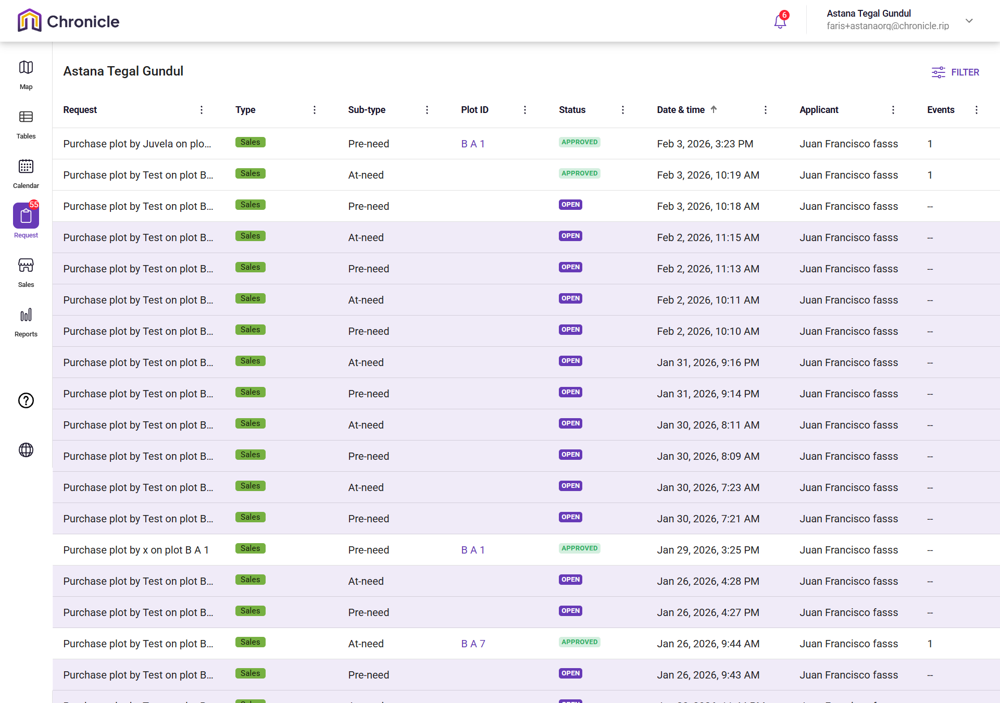 Chronicle
6
Astana Tegal Gundul
faris+astanaorg@chronicle.rip
Map
Tables
Calendar
55
Request
Sales
Reports
Astana Tegal Gundul
FILTER
Request Type Sub-type Plot ID Status Date & time Applicant Events
Purchase plot by Juvela on plo... Sales Pre-need B A 1 APPROVED Feb 3, 2026, 3:23 PM Juan Francisco fasss 1
Purchase plot by Test on plot B... Sales At-need APPROVED Feb 3, 2026, 10:19 AM Juan Francisco fasss 1
Purchase plot by Test on plot B... Sales Pre-need OPEN Feb 3, 2026, 10:18 AM Juan Francisco fasss --
Purchase plot by Test on plot B... Sales At-need OPEN Feb 2, 2026, 11:15 AM Juan Francisco fasss --
Purchase plot by Test on plot B... Sales Pre-need OPEN Feb 2, 2026, 11:13 AM Juan Francisco fasss --
Purchase plot by Test on plot B... Sales At-need OPEN Feb 2, 2026, 10:11 AM Juan Francisco fasss --
Purchase plot by Test on plot B... Sales Pre-need OPEN Feb 2, 2026, 10:10 AM Juan Francisco fasss --
Purchase plot by Test on plot B... Sales At-need OPEN Jan 31, 2026, 9:16 PM Juan Francisco fasss --
Purchase plot by Test on plot B... Sales Pre-need OPEN Jan 31, 2026, 9:14 PM Juan Francisco fasss --
Purchase plot by Test on plot B... Sales At-need OPEN Jan 30, 2026, 8:11 AM Juan Francisco fasss --
Purchase plot by Test on plot B... Sales Pre-need OPEN Jan 30, 2026, 8:09 AM Juan Francisco fasss --
Purchase plot by Test on plot B... Sales At-need OPEN Jan 30, 2026, 7:23 AM Juan Francisco fasss --
Purchase plot by Test on plot B... Sales Pre-need OPEN Jan 30, 2026, 7:21 AM Juan Francisco fasss --
Purchase plot by x on plot B A 1 Sales Pre-need B A 1 APPROVED Jan 29, 2026, 3:25 PM Juan Francisco fasss --
Purchase plot by Test on plot B... Sales At-need OPEN Jan 26, 2026, 4:28 PM Juan Francisco fasss --
Purchase plot by Test on plot B... Sales Pre-need OPEN Jan 26, 2026, 4:27 PM Juan Francisco fasss --
Purchase plot by Test on plot B... Sales At-need B A 7 APPROVED Jan 26, 2026, 9:44 AM Juan Francisco fasss 1
Purchase plot by Test on plot B... Sales Pre-need OPEN Jan 26, 2026, 9:43 AM Juan Francisco fasss --